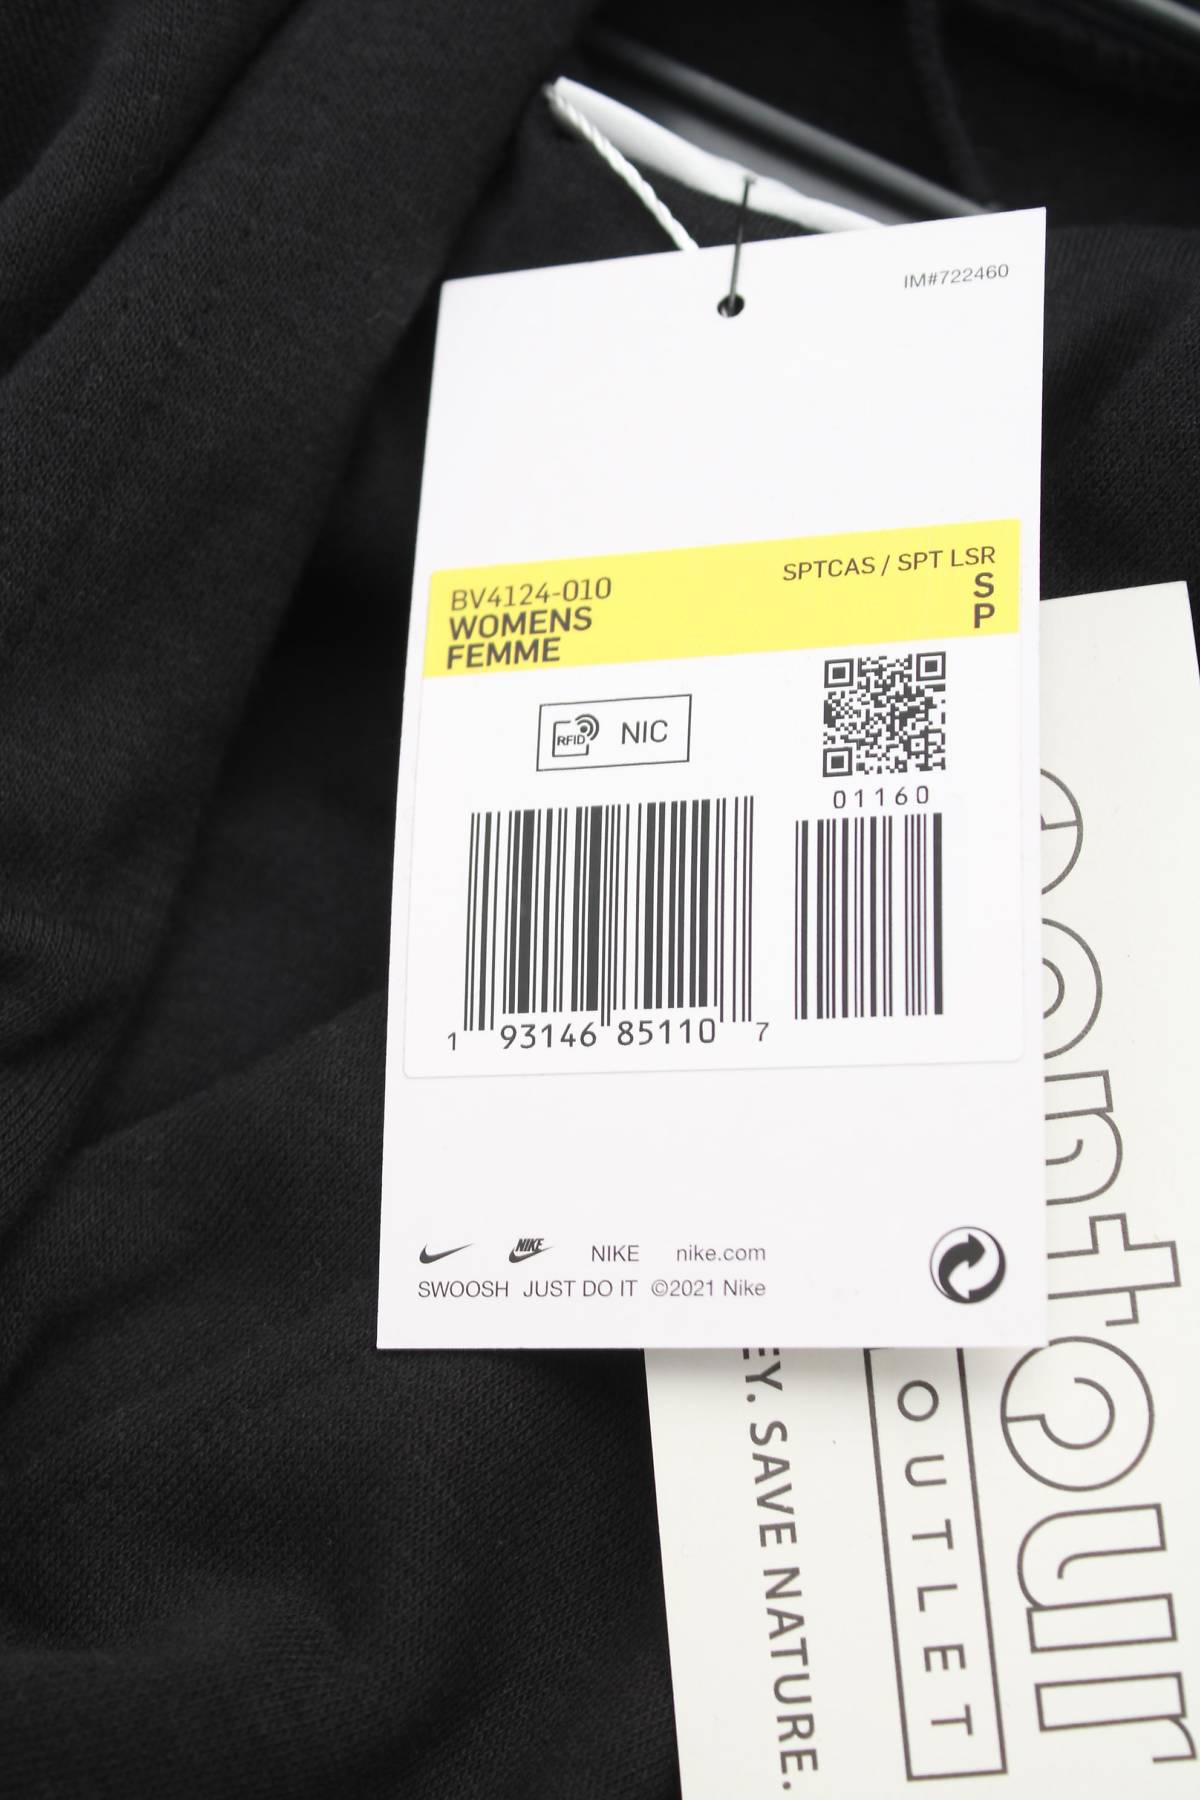 IM#722460
SPTCAS / SPT LSR
BV4124-010
S
WOMENS
P
FEMME
RFID NIC
01160
1 93146 85110 7
NIKE
NIKE nike.com
SWOOSH JUST DO IT ©2021 Nike
OUTLET
SAVE NATURE.